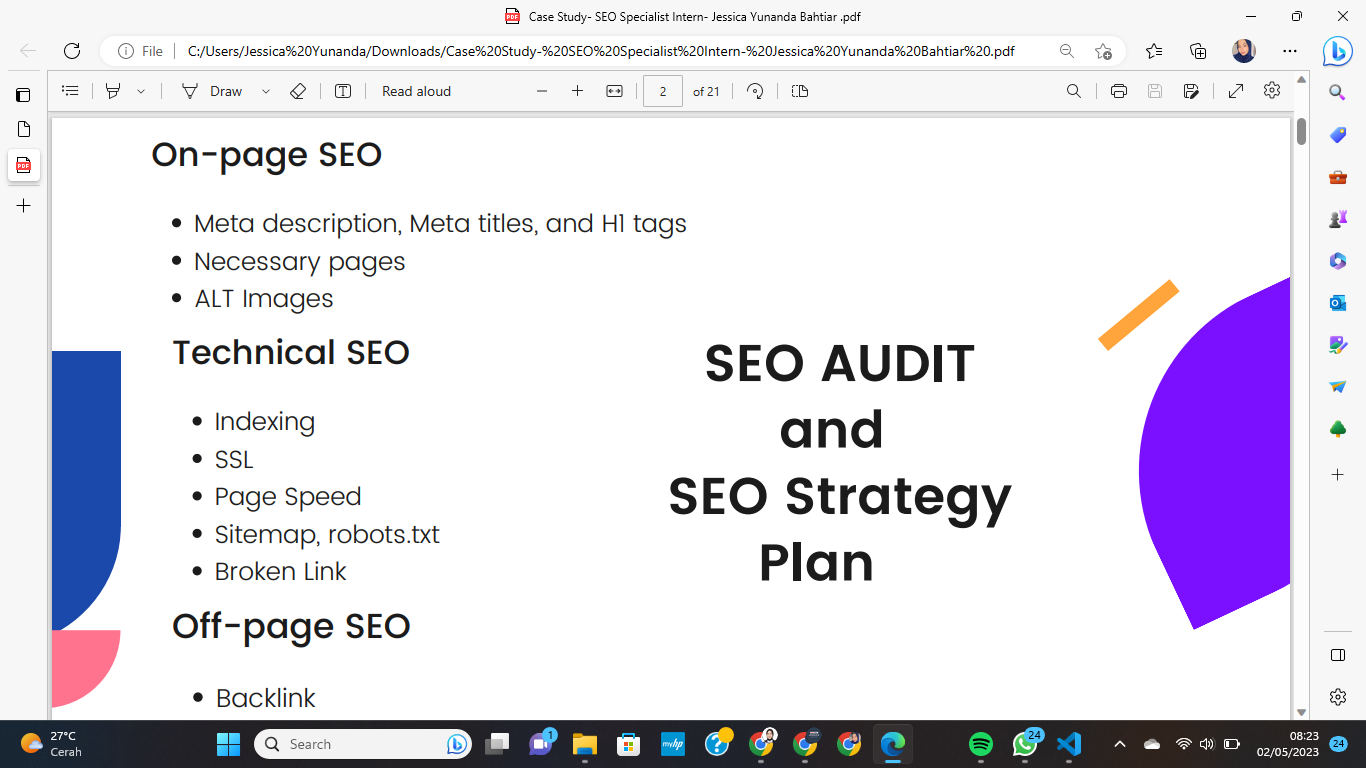 Case Study- SEO Specialist Intern- Jessica Yunanda Bahtiar .pdf
File
C:/Users/Jessica%20Yunanda/Downloads/Case%20Study-%20SEO%20Specialist%20Intern-%20Jessica%20Yunanda%20Bahtiar%20.pdf
Draw
Read aloud
2
of 21
On-page SEO
Meta description, Meta titles, and H1 tags
Necessary pages
ALT Images
Technical SEO
Indexing
SSL
Page Speed
Sitemap, robots.txt
Broken Link
Off-page SEO
Backlink
SEO AUDIT
and
SEO Strategy
Plan
27°C
Cerah
Search
1
myhp
24
08:23
02/05/2023
24